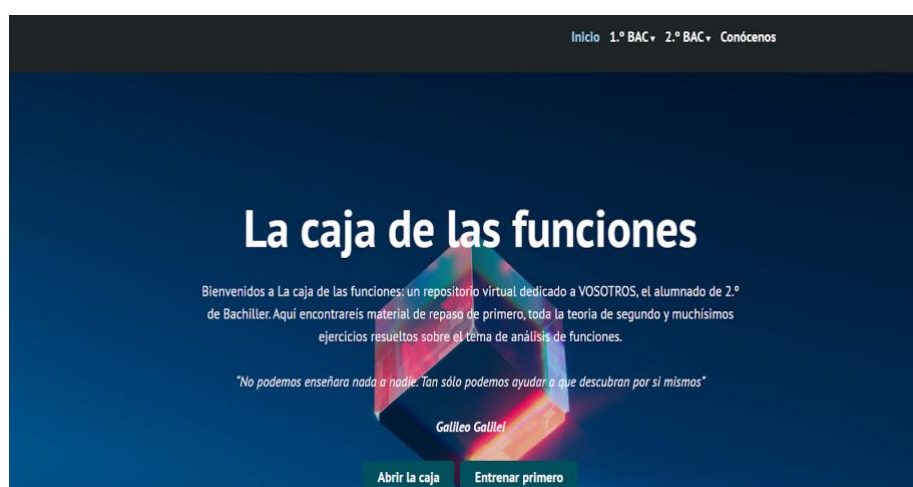 Inicio 1.º BAC 2.º BAC Conócenos
La caja de las funciones
Bienvenidos a La caja de las funciones: un repositorio virtual dedicado a VOSOTROS, el alumnado de 2.º
de Bachiller. Aquí encontrareís material de repaso de primero, toda la teoria de segundo y muchísimos
ejercicios resueltos sobre el tema de análisis de funciones.
"No podemos enseñara nada a nadie. Tan sólo podemos ayudar a que descubran por si mismos"
Galileo Galilei
Abrir la caja Entrenar primero